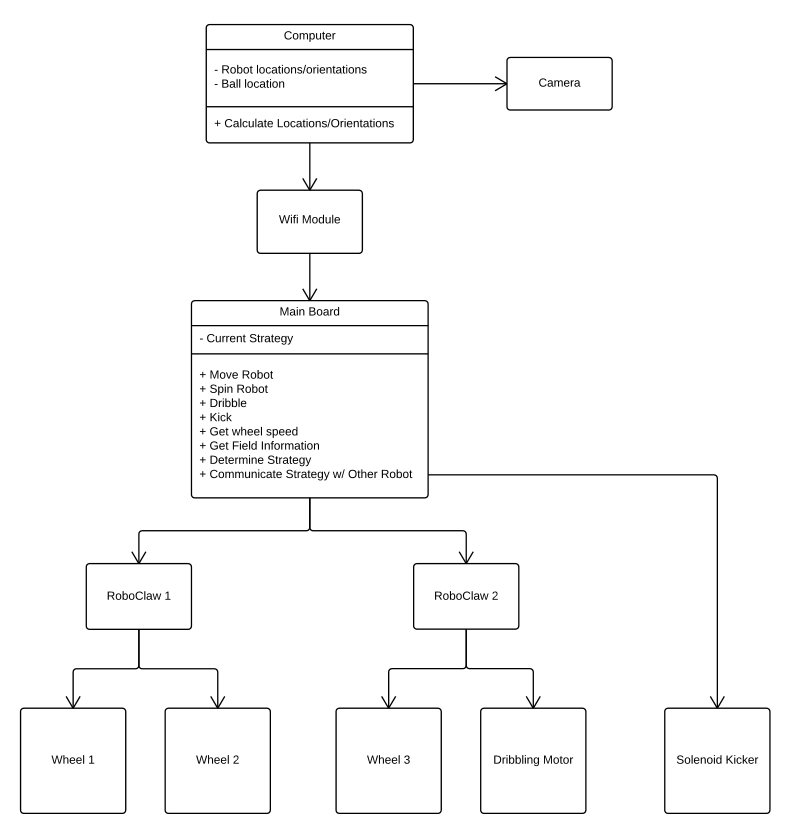 Computer
- Robot locations/orientations
- Ball location
+ Calculate Locations/Orientations
Camera
Wifi Module
Main Board
- Current Strategy
+ Move Robot
+ Spin Robot
+ Dribble
+ Kick
+ Get wheel speed
+ Get Field Information
+ Determine Strategy
+ Communicate Strategy w/ Other Robot
RoboClaw 1
RoboClaw 2
Wheel 1
Wheel 2
Wheel 3
Dribbling Motor
Solenoid Kicker